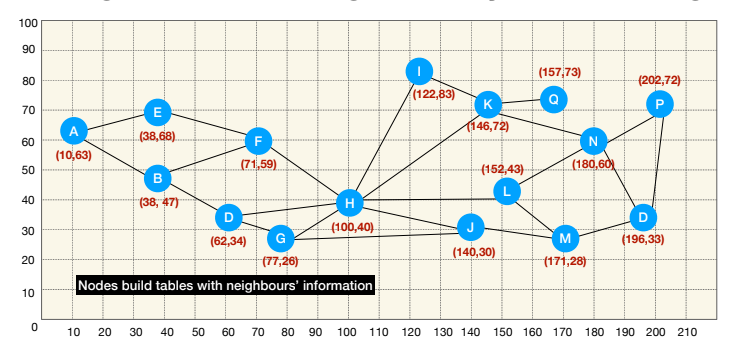 100
90
80
70
60
50
40
30
20
10
0
I
(122,83)
(157,73)
Q
K
(146,72)
(202,72)
P
E
(38,68)
A
(10,63)
F
(71,59)
N
(180,60)
B
(38, 47)
(152,43)
L
H
(100,40)
D
(62,34)
D
(196,33)
J
(140,30)
G
(77,26)
M
(171,28)
Nodes build tables with neighbours’ information
10 20 30 40 50 60 70 80 90 100 110 120 130 140 150 160 170 180 190 200 210